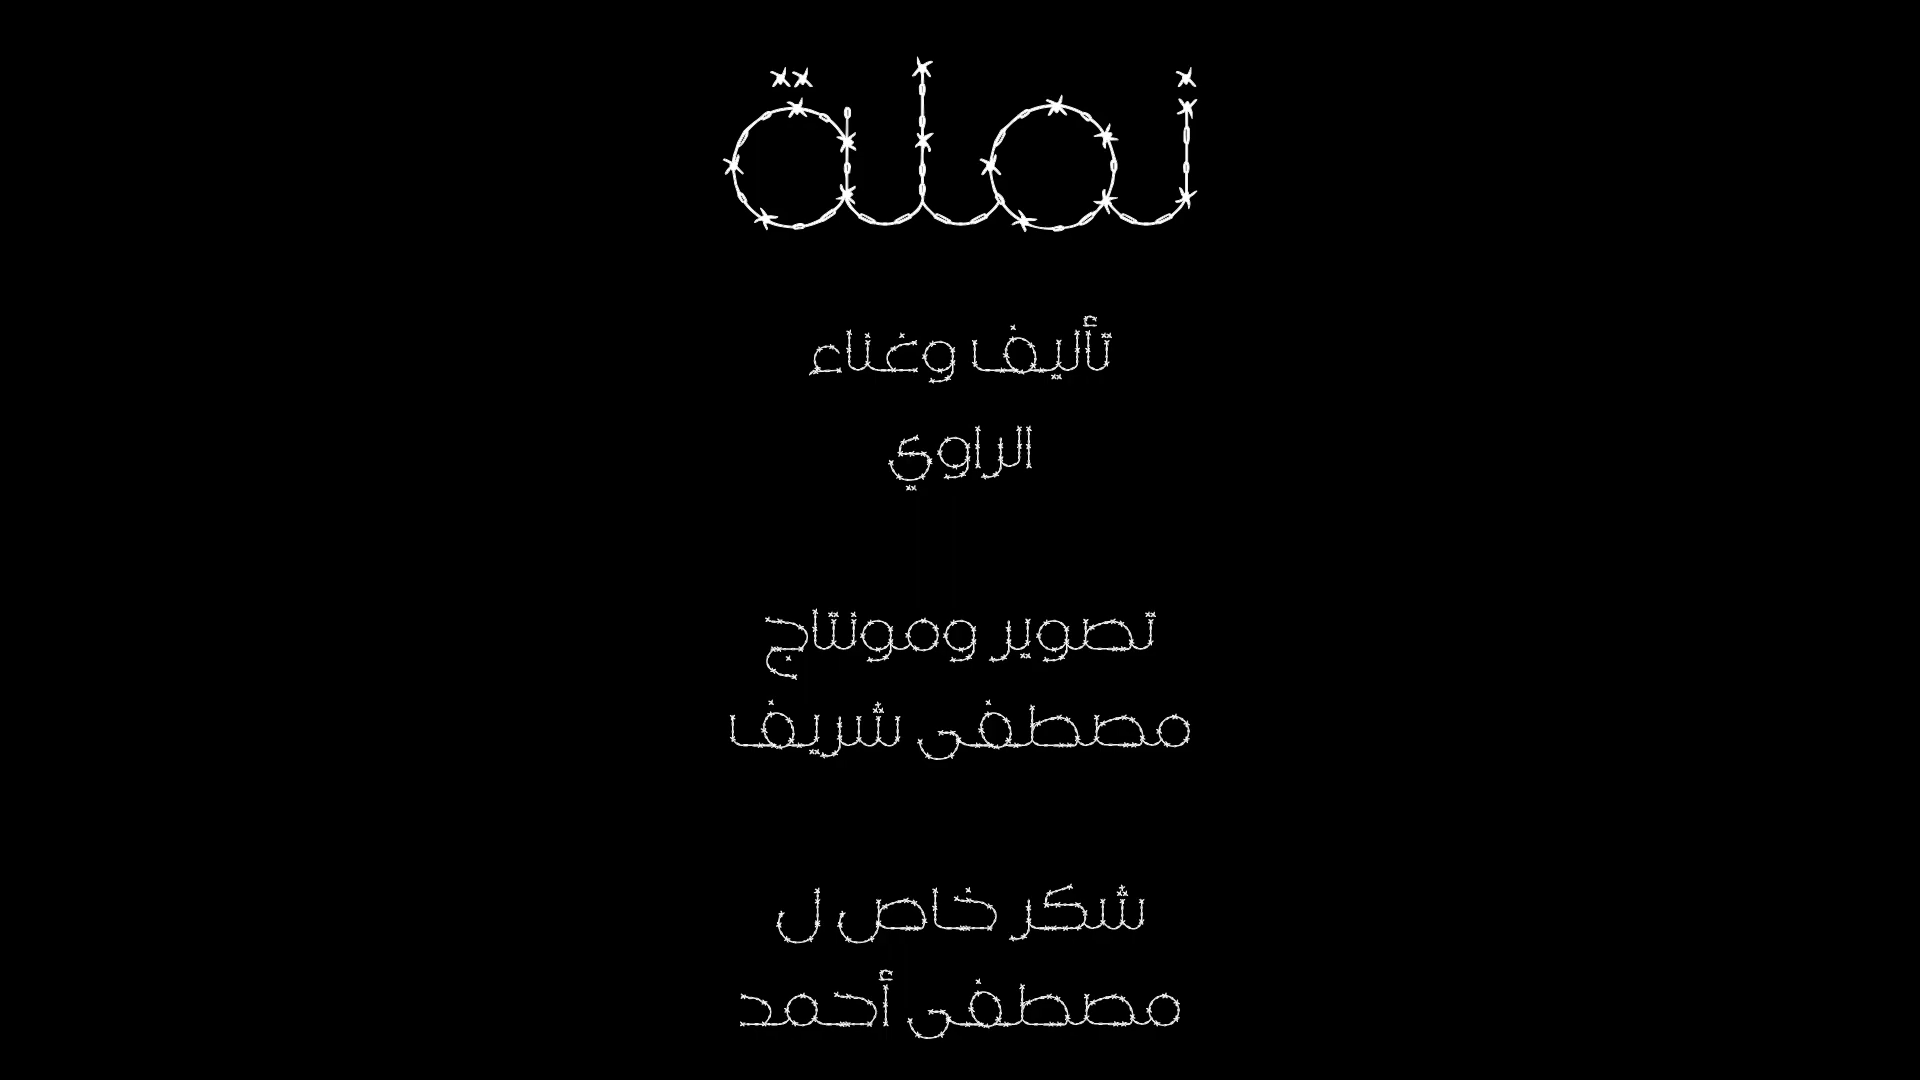 نملة
تأليف وغناء
الراوي
تصوير ومونتاج
مصطفى شريف
شكر خاص ل
مصطفى أحمد